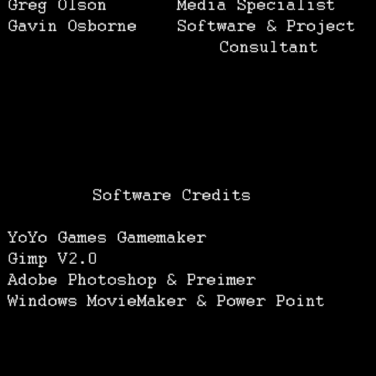 Greg Olson Media Specialist
Gavin Osborne Software & Project
Consultant
Software Credits
YoYo Games Gamemaker
Gimp V2.0
Adobe Photoshop & Preimer
Windows MovieMaker & Power Point